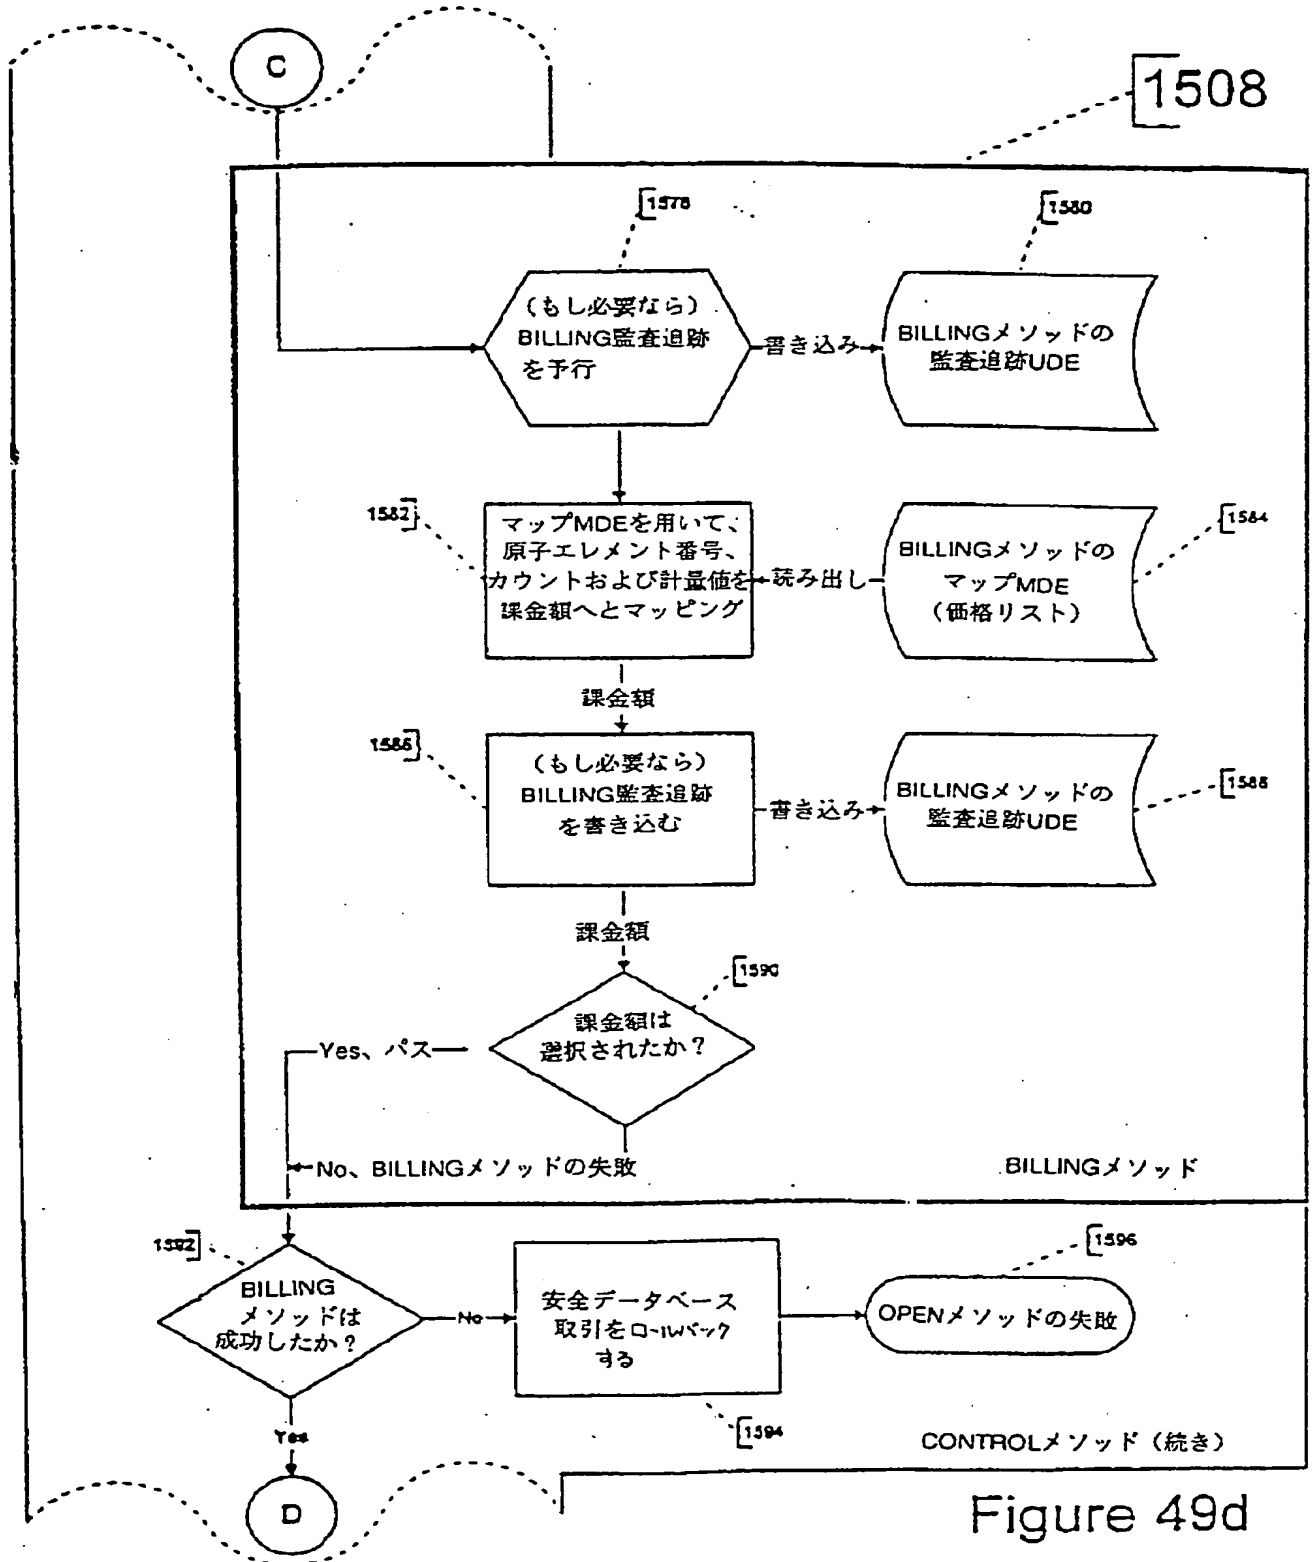 C
1508
1578
1580
(もし必要なら)
BILLING監査追跡
を予行
書き込み
BILLINGメソッドの
監査追跡UDE
1582
マップMDEを用いて、
原子エレメント番号、
カウントおよび計量値を
課金額へとマッピング
読み出し
BILLINGメソッドの
マップMDE
(価格リスト)
1584
課金額
1586
(もし必要なら)
BILLING監査追跡
を書き込む
書き込み
BILLINGメソッドの
監査追跡UDE
1588
課金額
1590
課金額は
選択されたか？
Yes、パス
No、BILLINGメソッドの失敗
BILLINGメソッド
1592
BILLING
メソッドは
成功したか？
No
安全データベース
取引をロールバック
する
1594
OPENメソッドの失敗
1596
Yes
CONTROLメソッド(続き)
D
Figure 49d